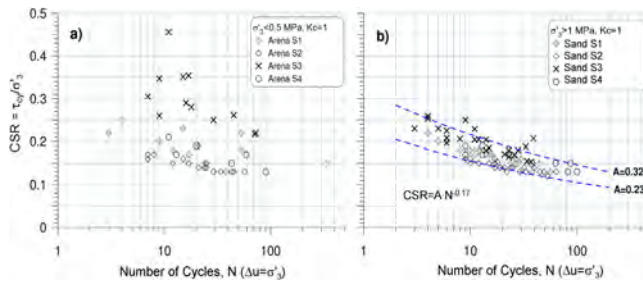 a)
σ'₃<0.5 MPa, Kc=1
Arena S1
Arena S2
Arena S3
Arena S4
CSR = τcy/σ'₃
0.5
0.4
0.3
0.2
0.1
0
1
10
100
1000
Number of Cycles, N (Δu=σ'₃)
b)
σ'₃>1 MPa, Kc=1
Sand S1
Sand S2
Sand S3
Sand S4
A=0.32
A=0.23
CSR=A N⁻⁰·¹⁷
1
10
100
1000
Number of Cycles, N (Δu=σ'₃)